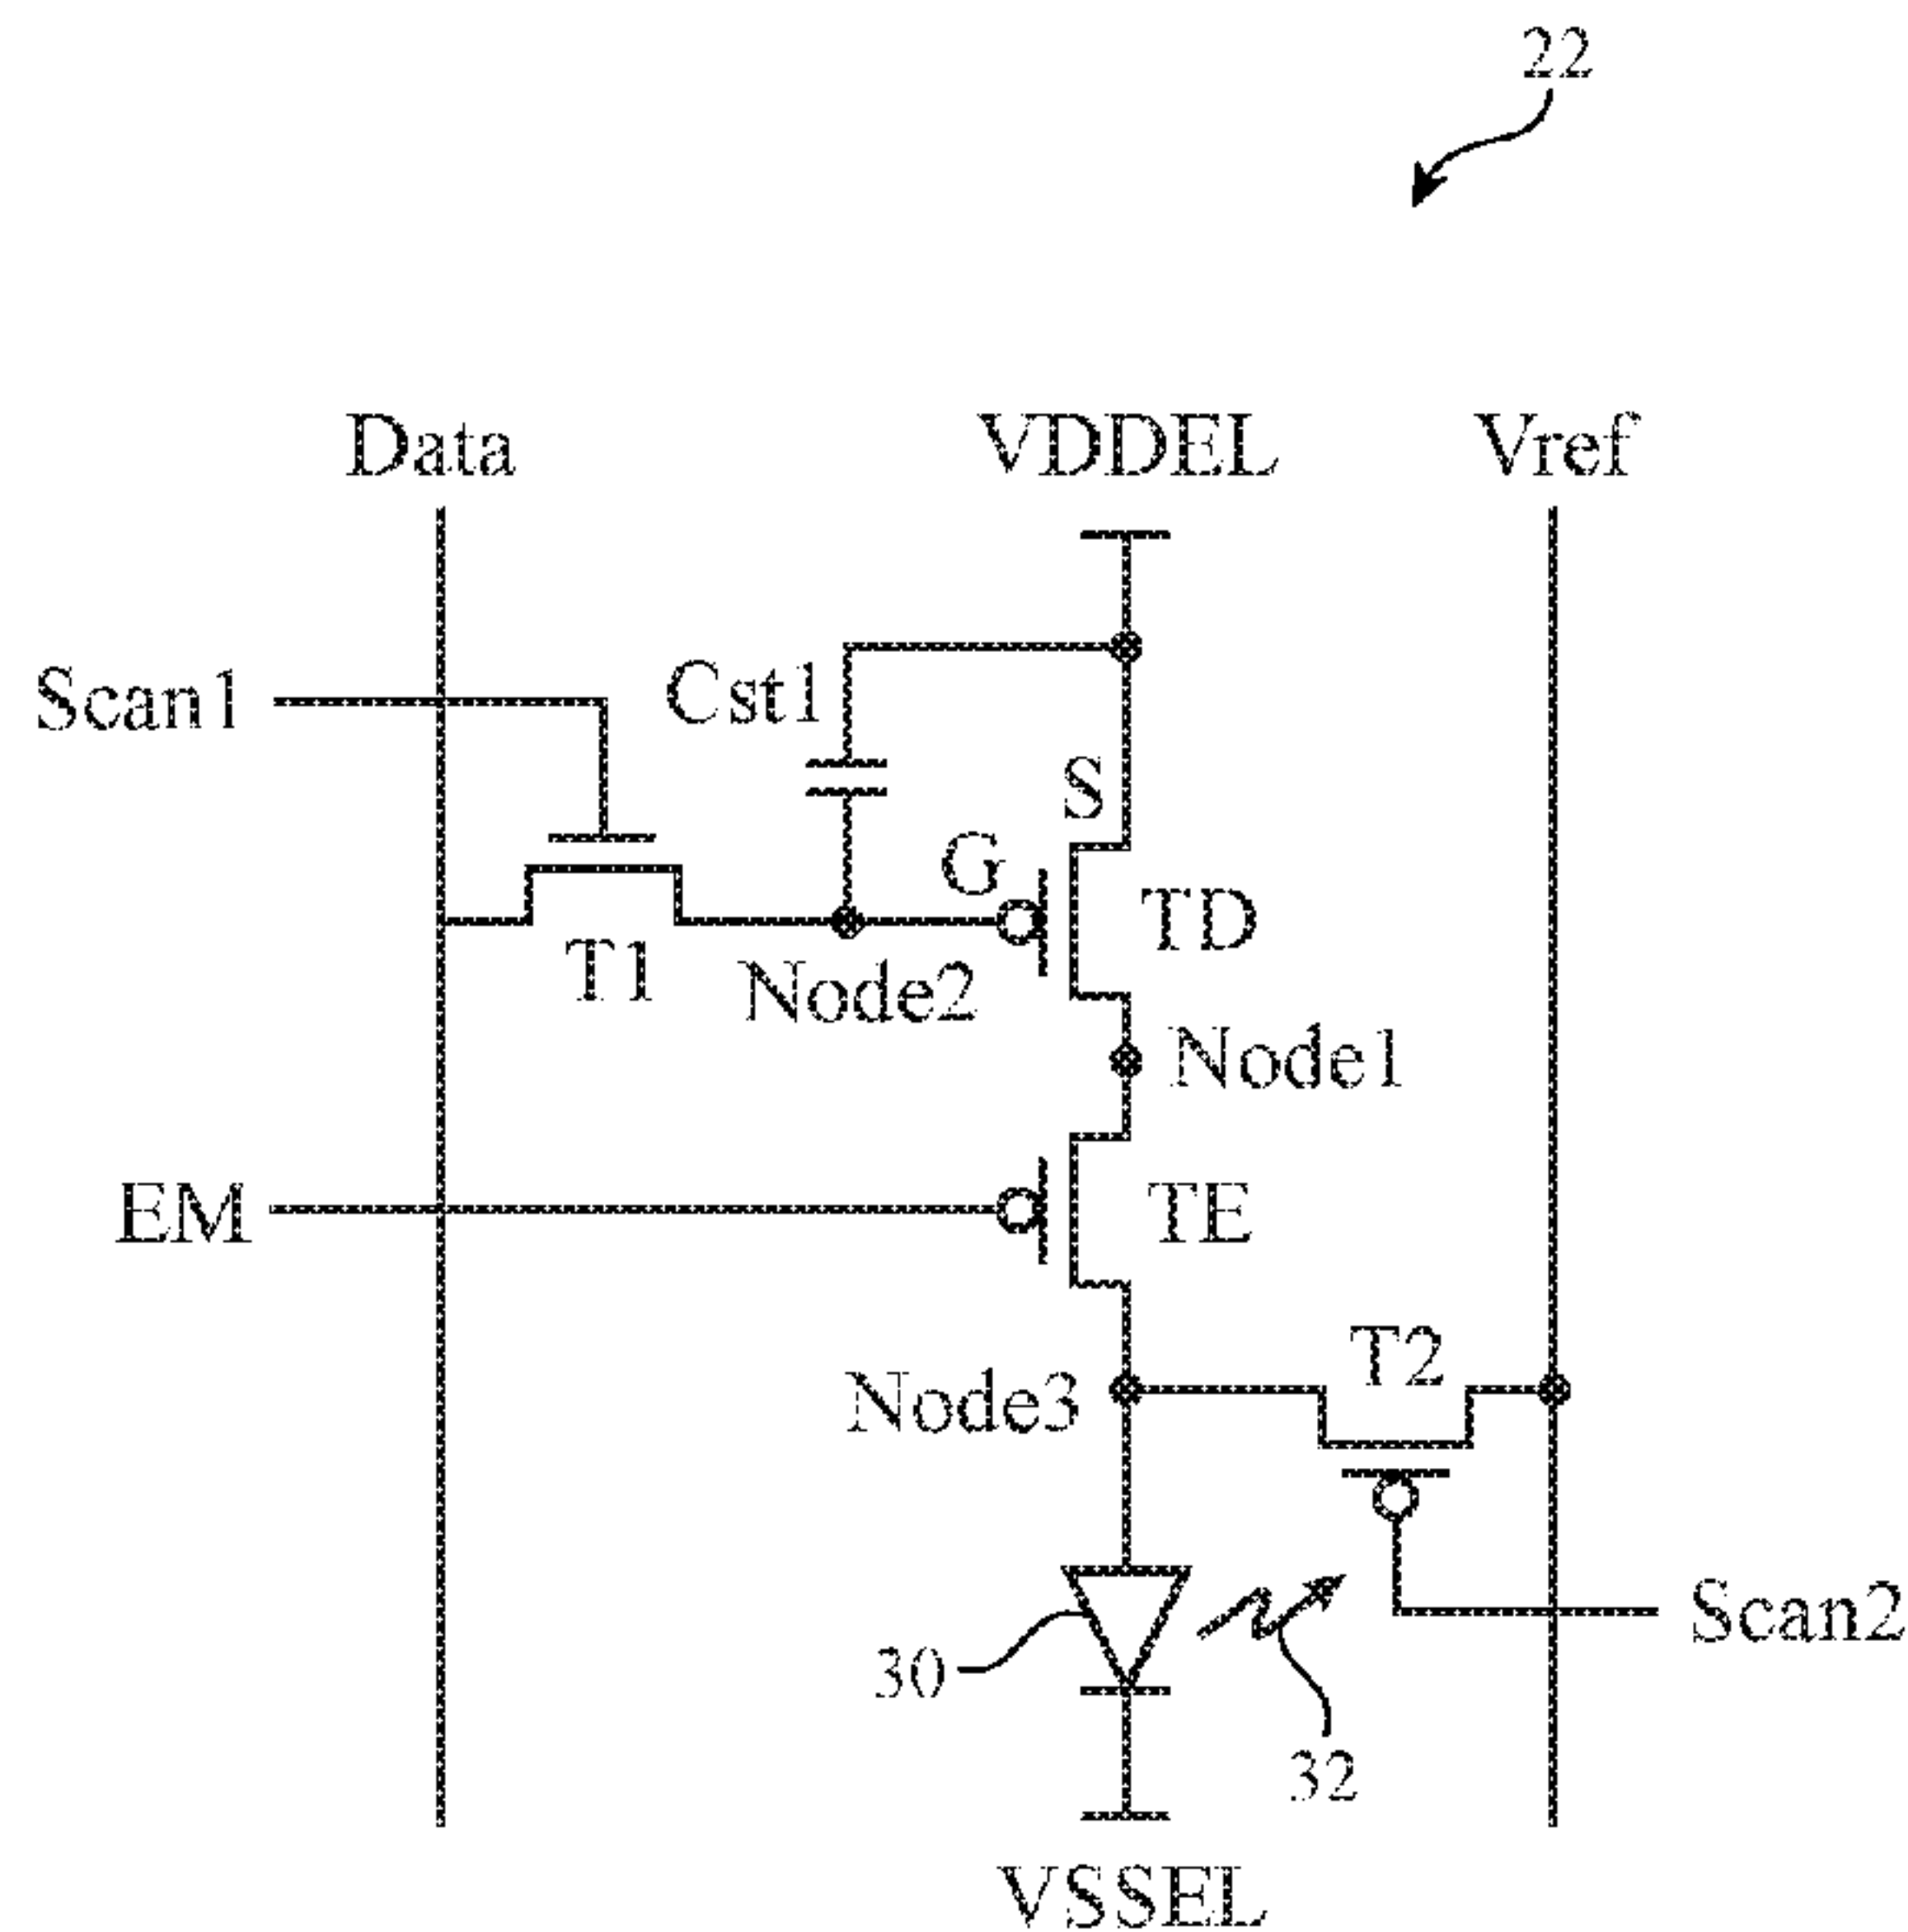 22
Data
VDDEL
Vref
Scan1
Cst1
S
G
TD
T1
Node2
Node1
EM
TE
T2
Node3
Scan2
30
32
VSSEL